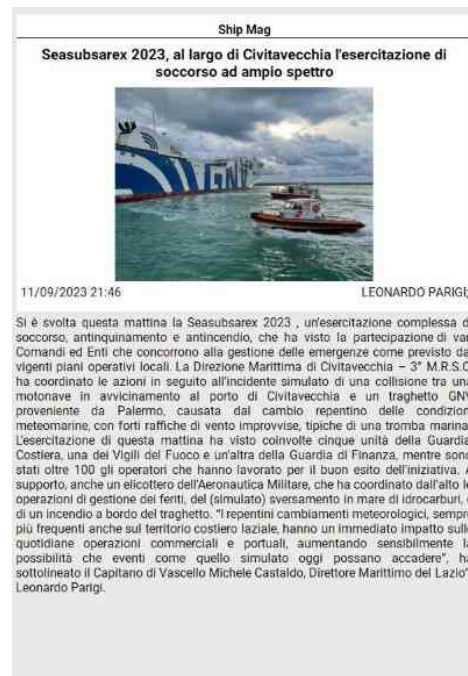 Ship Mag
Seasubsarex 2023, al largo di Civitavecchia l'esercitazione di
soccorso ad ampio spettro
GNV
11/09/2023 21:46
LEONARDO PARIGI;
Si è svolta questa mattina la Seasubsarex 2023 , un'esercitazione complessa d
soccorso, antinquinamento e antincendio, che ha visto la partecipazione di var
Comandi ed Enti che concorrono alla gestione delle emergenze come previsto da
vigenti piani operativi locali. La Direzione Marittima di Civitavecchia – 3° M.R.S.C
ha coordinato le azioni in seguito all'incidente simulato di una collisione tra una
motonave in avvicinamento al porto di Civitavecchia e un traghetto GNV
proveniente da Palermo, causata dal cambio repentino delle condizion
meteomarine, con forti raffiche di vento improvvise, tipiche di una tromba marina.
L'esercitazione di questa mattina ha visto coinvolte cinque unità della Guardia
Costiera, una dei Vigili del Fuoco e un'altra della Guardia di Finanza, mentre sono
stati oltre 100 gli operatori che hanno lavorato per il buon esito dell'iniziativa. A
supporto, anche un elicottero dell'Aeronautica Militare, che ha coordinato dall'alto le
operazioni di gestione dei feriti, del (simulato) sversamento in mare di idrocarburi, e
di un incendio a bordo del traghetto. "I repentini cambiamenti meteorologici, sempre
più frequenti anche sul territorio costiero laziale, hanno un immediato impatto sulle
quotidiane operazioni commerciali e portuali, aumentando sensibilmente la
possibilità che eventi come quello simulato oggi possano accadere", ha
sottolineato il Capitano di Vascello Michele Castaldo, Direttore Marittimo del Lazio"
Leonardo Parigi.